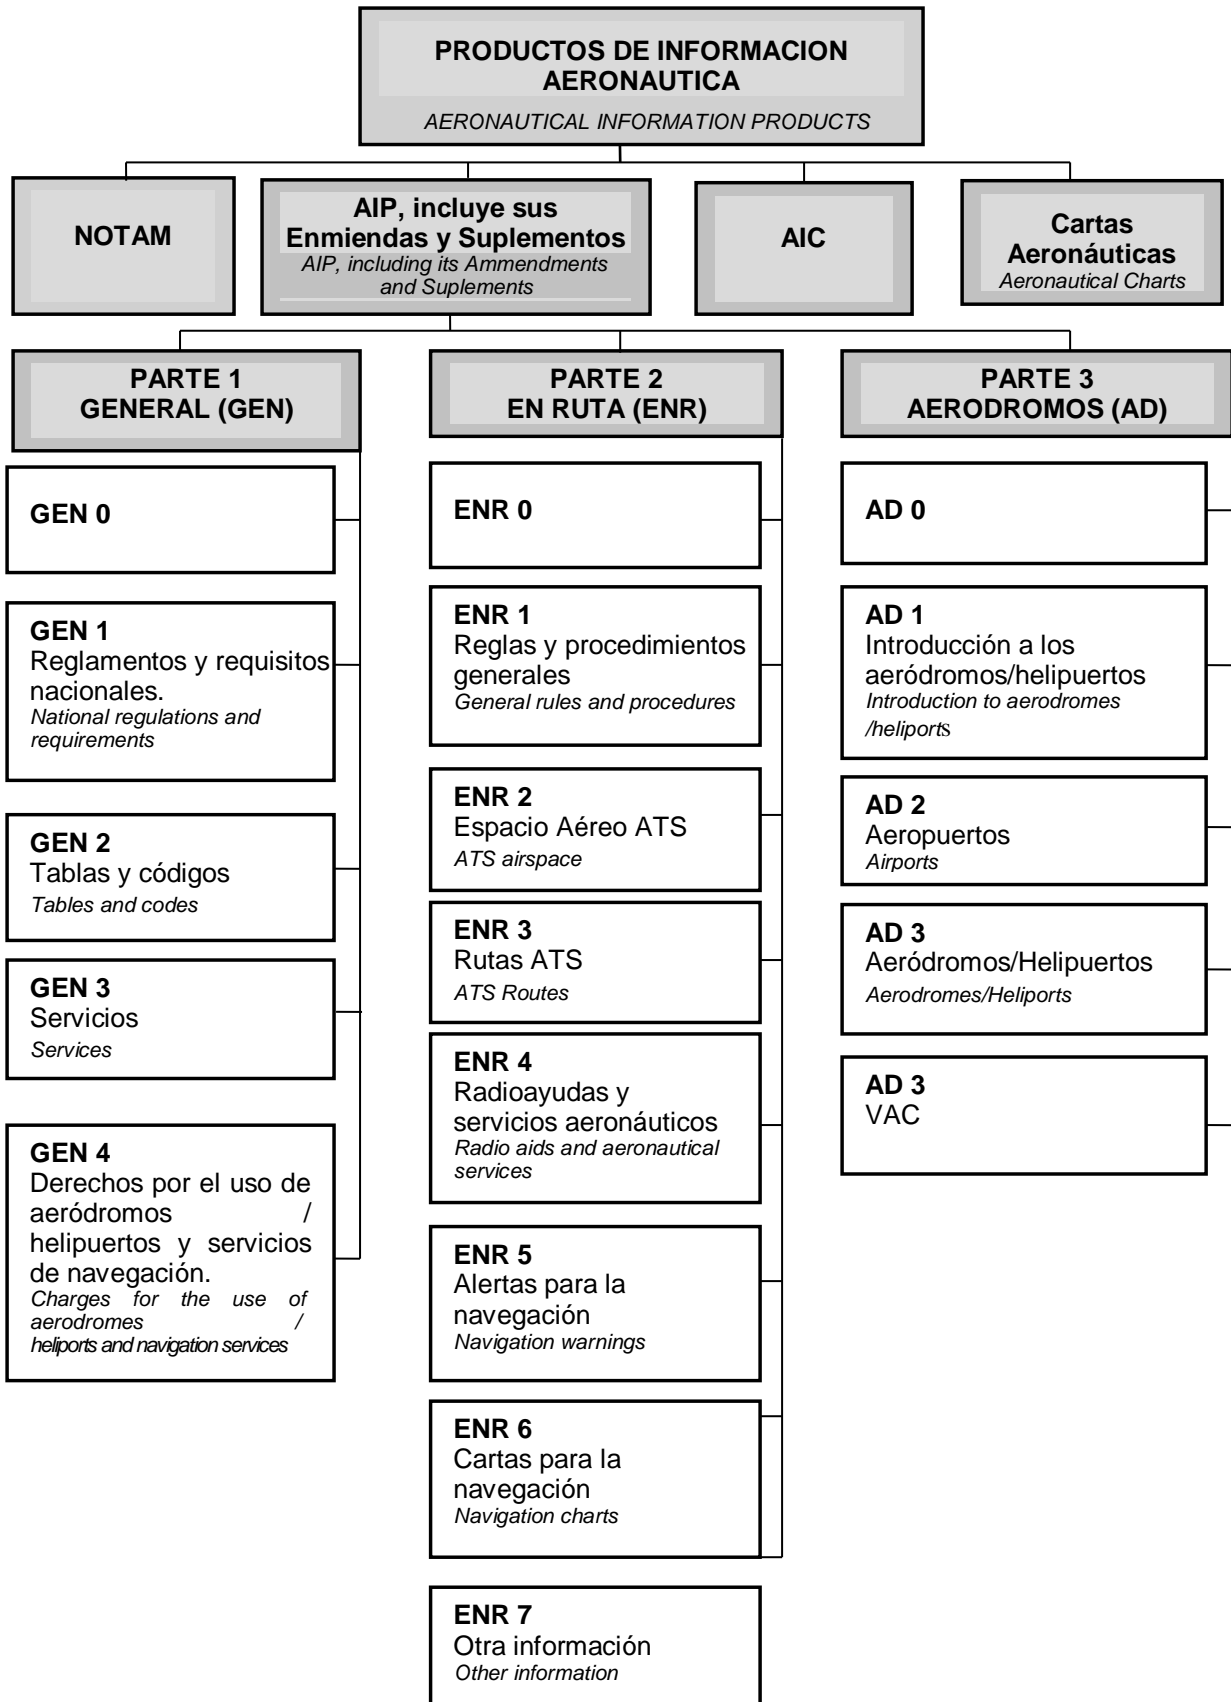 PRODUCTOS DE INFORMACION
AERONAUTICA
AERONAUTICAL INFORMATION PRODUCTS
NOTAM
AIP, incluye sus
Enmiendas y Suplementos
AIP, including its Ammendments
and Suplements
AIC
Cartas
Aeronáuticas
Aeronautical Charts
PARTE 1
GENERAL (GEN)
GEN 0
GEN 1
Reglamentos y requisitos
nacionales.
National regulations and
requirements
GEN 2
Tablas y códigos
Tables and codes
GEN 3
Servicios
Services
GEN 4
Derechos por el uso de
aeródromos /
helipuertos y servicios
de navegación.
Charges for the use of
aerodromes /
heliports and navigation services
PARTE 2
EN RUTA (ENR)
ENR 0
ENR 1
Reglas y procedimientos
generales
General rules and procedures
ENR 2
Espacio Aéreo ATS
ATS airspace
ENR 3
Rutas ATS
ATS Routes
ENR 4
Radioayudas y
servicios aeronáuticos
Radio aids and aeronautical
services
ENR 5
Alertas para la
navegación
Navigation warnings
ENR 6
Cartas para la
navegación
Navigation charts
ENR 7
Otra información
Other information
PARTE 3
AERODROMOS (AD)
AD 0
AD 1
Introducción a los
aeródromos/helipuertos
Introduction to aerodromes
/heliports
AD 2
Aeropuertos
Airports
AD 3
Aeródromos/Helipuertos
Aerodromes/Heliports
AD 3
VAC